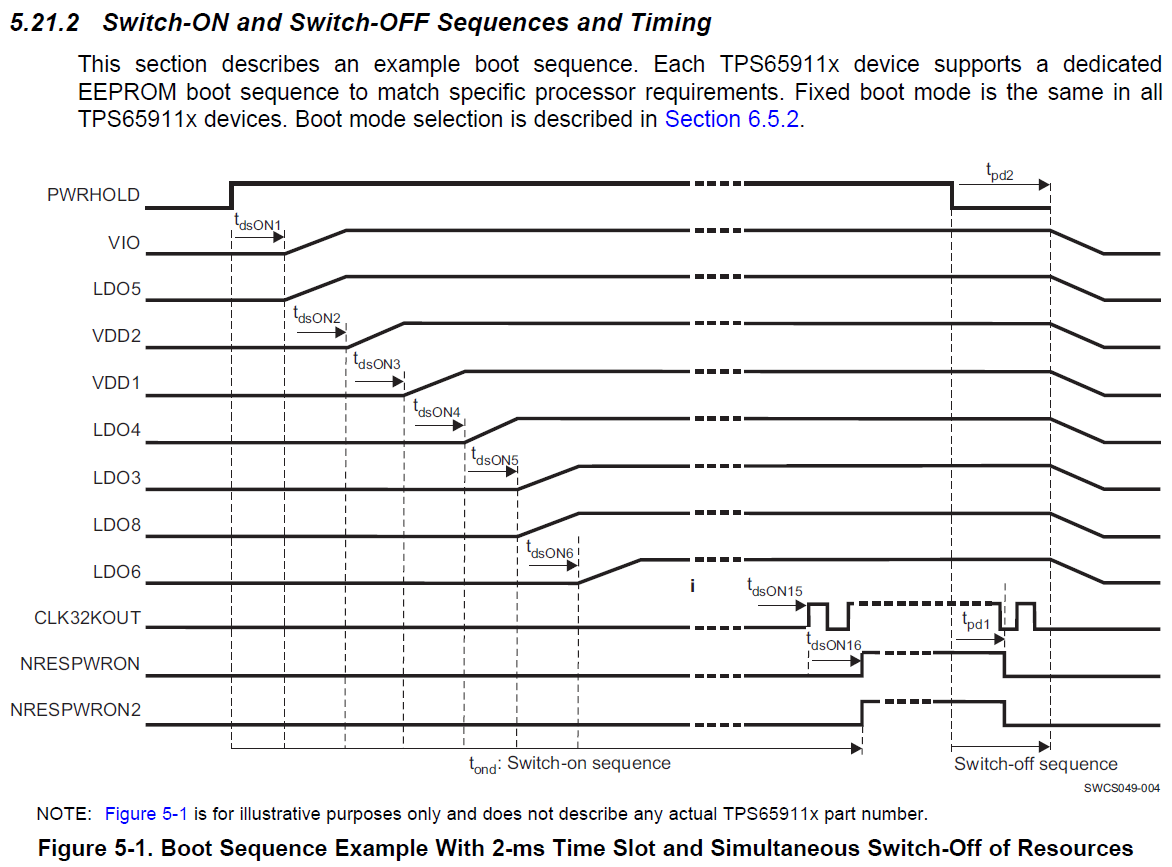 5.21.2 Switch-ON and Switch-OFF Sequences and Timing
This section describes an example boot sequence. Each TPS65911x device supports a dedicated
EEPROM boot sequence to match specific processor requirements. Fixed boot mode is the same in all
TPS65911x devices. Boot mode selection is described in Section 6.5.2.
tpd2
PWRHOLD
tdsON1
VIO
LDO5
tdsON2
VDD2
tdsON3
VDD1
tdsON4
LDO4
tdsON5
LDO3
LDO8
tdsON6
LDO6
i
tdsON15
CLK32KOUT
tpd1
tdsON16
NRESPWRON
NRESPWRON2
tond: Switch-on sequence
Switch-off sequence
SWCS049-004
NOTE: Figure 5-1 is for illustrative purposes only and does not describe any actual TPS65911x part number.
Figure 5-1. Boot Sequence Example With 2-ms Time Slot and Simultaneous Switch-Off of Resources